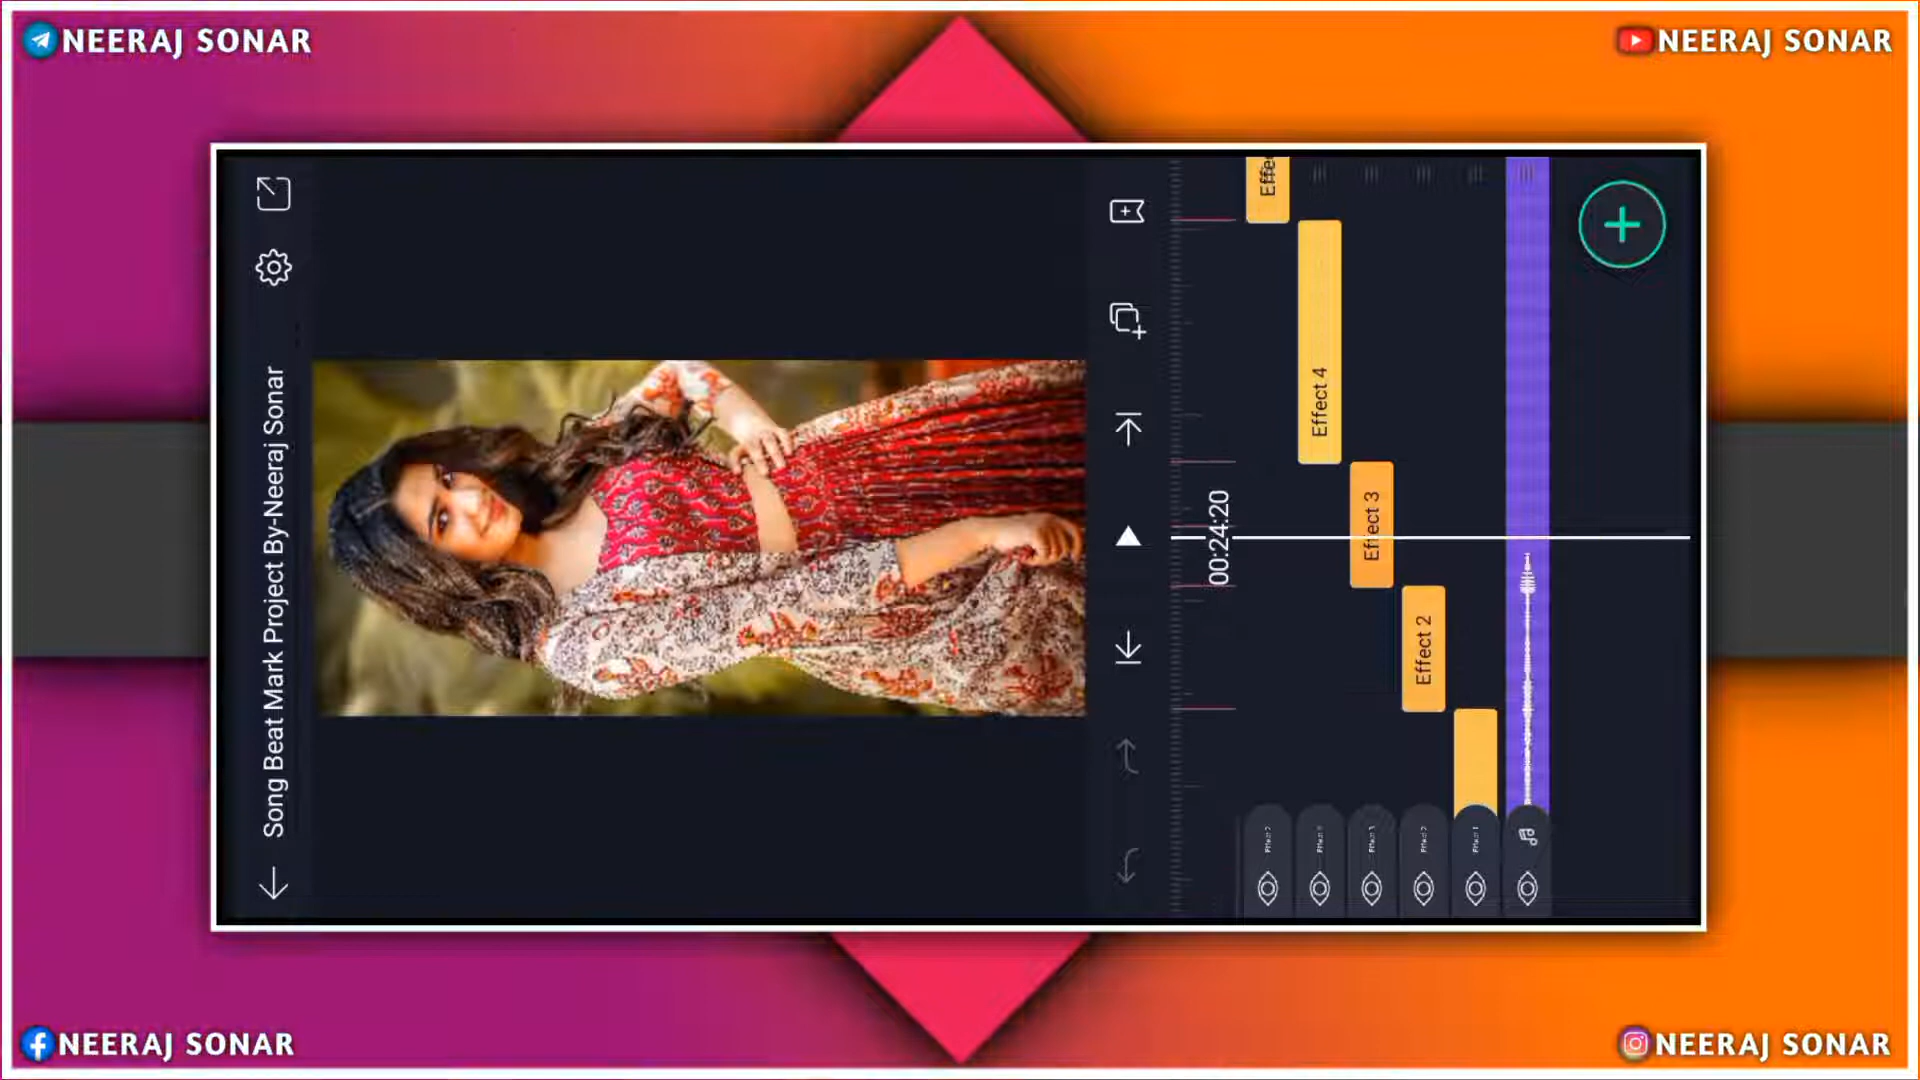 NEERAJ SONAR
NEERAJ SONAR
Song Beat Mark Project By-Neeraj Sonar
00:24:20
Effe
Effect 4
Effect 3
Effect 2
NEERAJ SONAR
NEERAJ SONAR